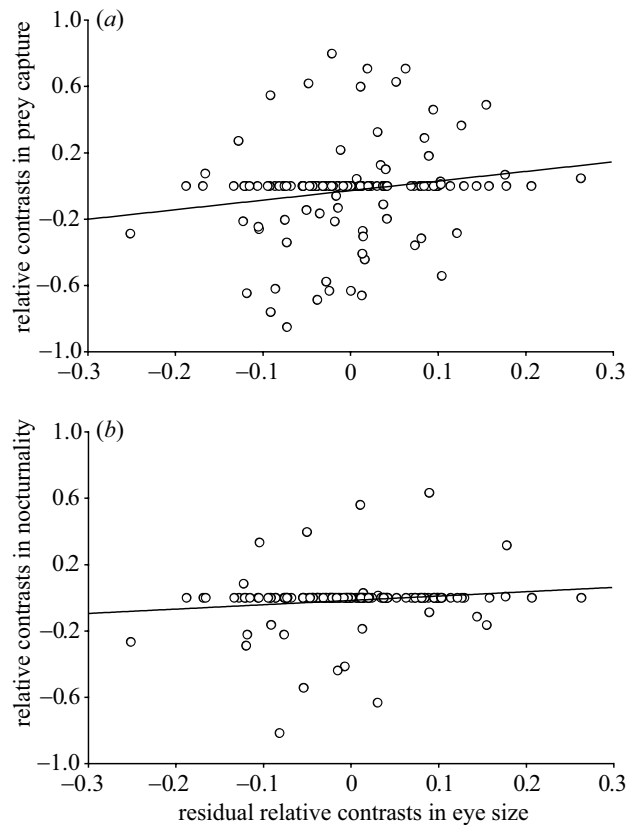 (a)
relative contrasts in prey capture
1.0
0.6
0.2
−0.2
−0.6
−1.0
−0.3 −0.2 −0.1 0 0.1 0.2 0.3
(b)
relative contrasts in nocturnality
1.0
0.6
0.2
−0.2
−0.6
−1.0
−0.3 −0.2 −0.1 0 0.1 0.2 0.3
residual relative contrasts in eye size